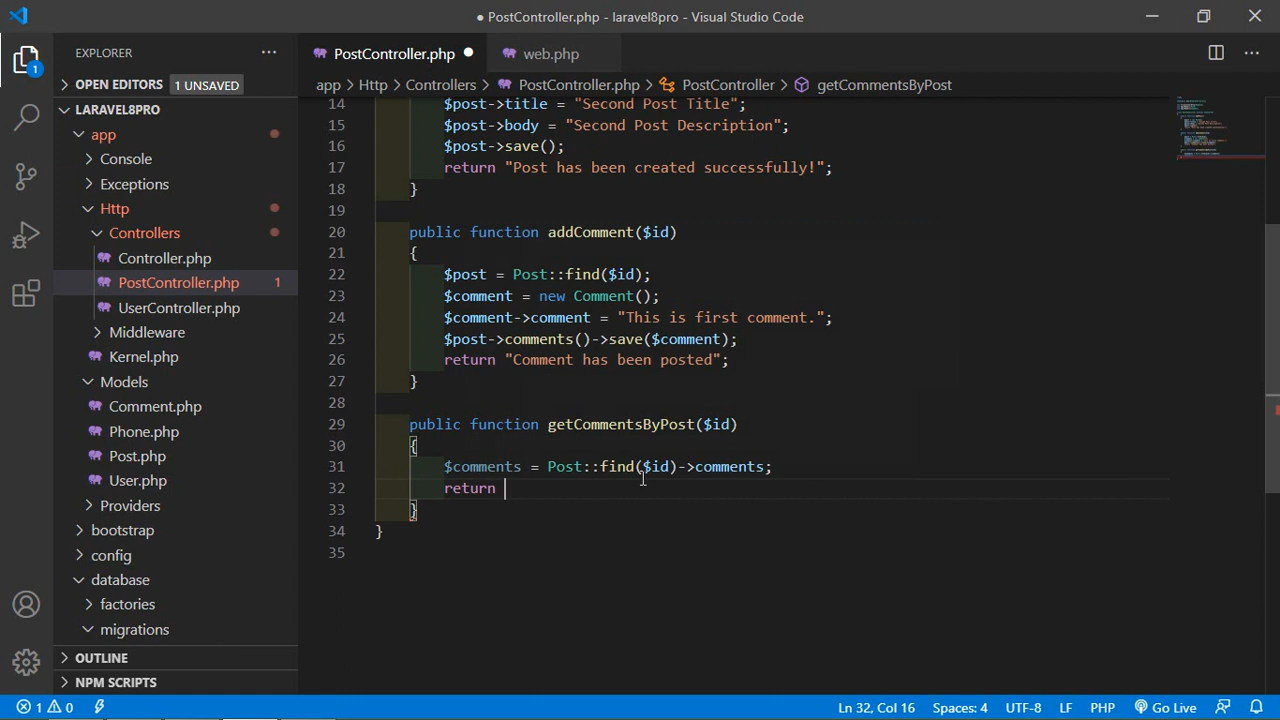 ● PostController.php - laravel8pro - Visual Studio Code
EXPLORER
OPEN EDITORS 1 UNSAVED
LARAVEL8PRO
app
Console
Exceptions
Http
Controllers
Controller.php
PostController.php 1
UserController.php
Middleware
Kernel.php
Models
Comment.php
Phone.php
Post.php
User.php
Providers
bootstrap
config
database
factories
migrations
OUTLINE
NPM SCRIPTS
1
PostController.php ●
web.php
app > Http > Controllers > PostController.php > PostController > getCommentsByPost
14 $post->title = "Second Post Title";
15 $post->body = "Second Post Description";
16 $post->save();
17 return "Post has been created successfully!";
18 }
19
20 public function addComment($id)
21 {
22 $post = Post::find($id);
23 $comment = new Comment();
24 $comment->comment = "This is first comment.";
25 $post->comments()->save($comment);
26 return "Comment has been posted";
27 }
28
29 public function getCommentsByPost($id)
30 {
31 $comments = Post::find($id)->comments;
32 return
33 }
34 }
35
1 0
Ln 32, Col 16 Spaces: 4 UTF-8 LF PHP Go Live